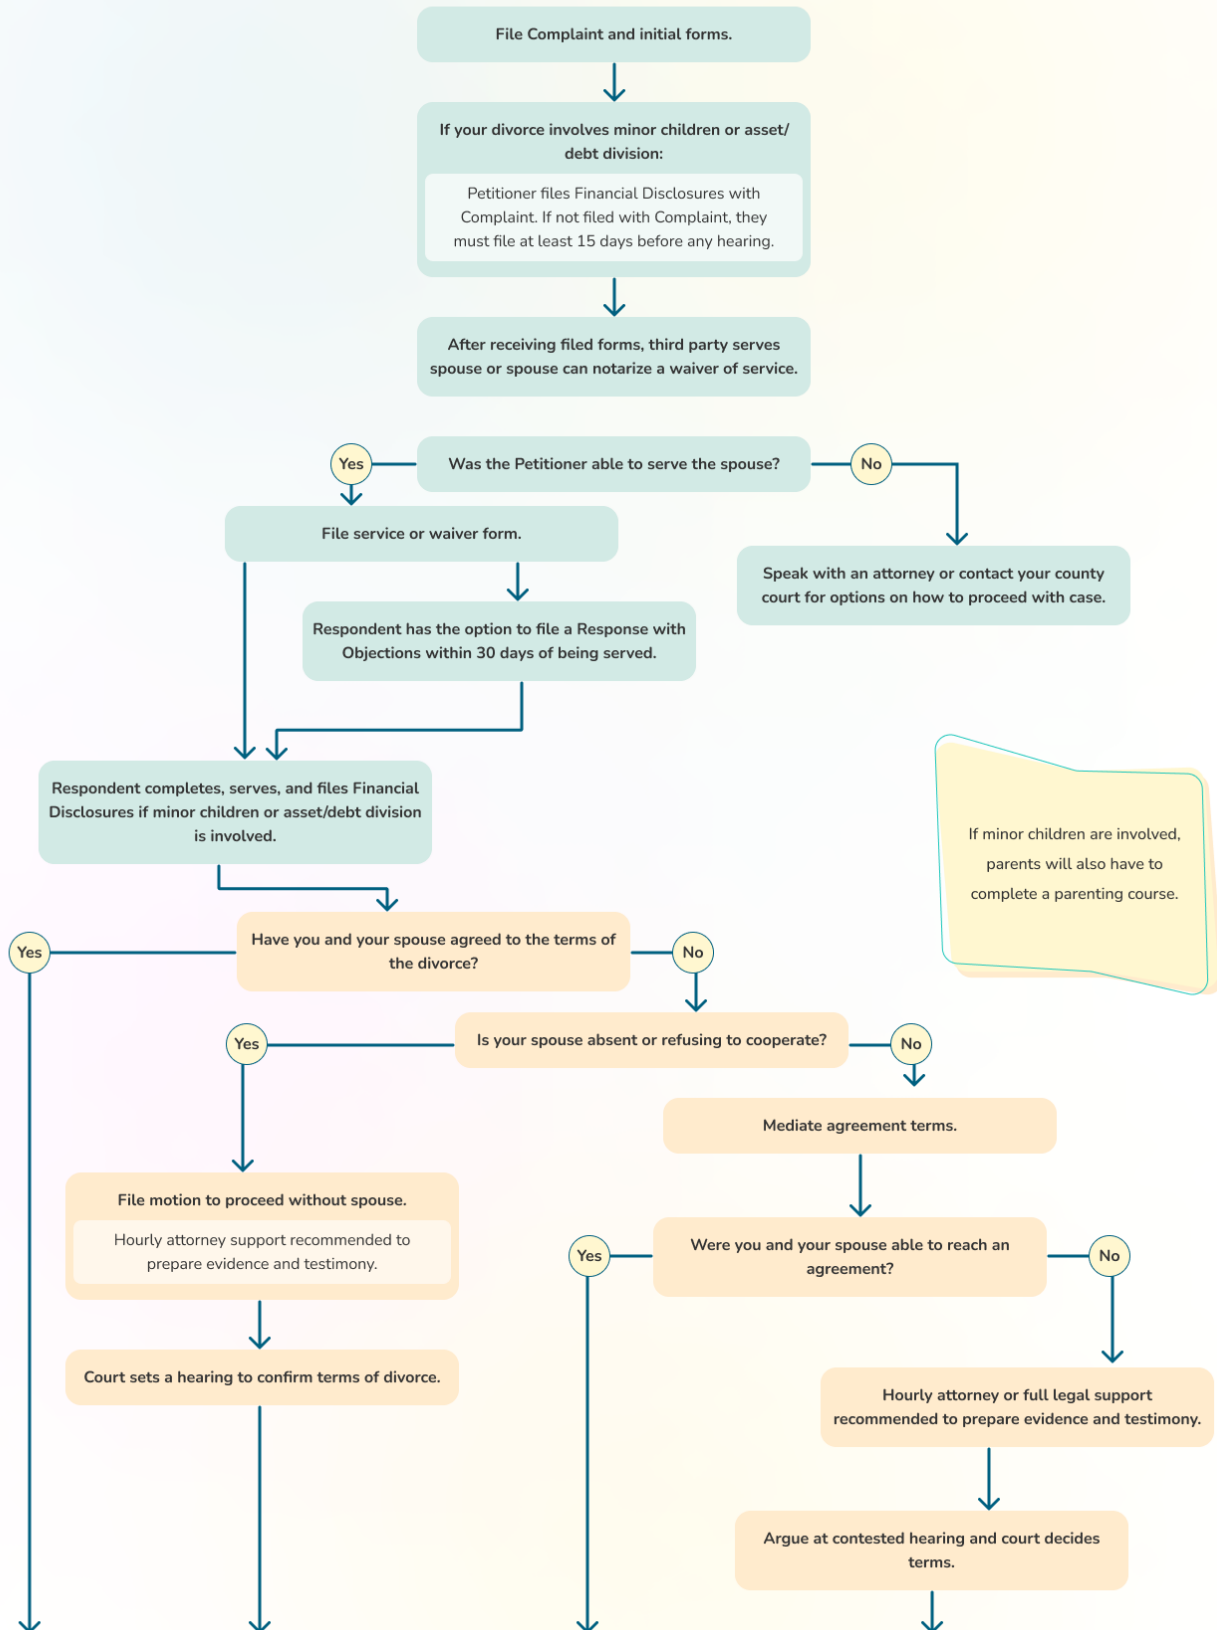 File Complaint and initial forms.
If your divorce involves minor children or asset/
debt division:
Petitioner files Financial Disclosures with
Complaint. If not filed with Complaint, they
must file at least 15 days before any hearing.
After receiving filed forms, third party serves
spouse or spouse can notarize a waiver of service.
Yes
Was the Petitioner able to serve the spouse?
No
File service or waiver form.
Speak with an attorney or contact your county
court for options on how to proceed with case.
Respondent has the option to file a Response with
Objections within 30 days of being served.
Respondent completes, serves, and files Financial
Disclosures if minor children or asset/debt division
is involved.
If minor children are involved,
parents will also have to
complete a parenting course.
Yes
Have you and your spouse agreed to the terms of
the divorce?
No
Yes
Is your spouse absent or refusing to cooperate?
No
Mediate agreement terms.
File motion to proceed without spouse.
Hourly attorney support recommended to
prepare evidence and testimony.
Yes
Were you and your spouse able to reach an
agreement?
No
Court sets a hearing to confirm terms of divorce.
Hourly attorney or full legal support
recommended to prepare evidence and testimony.
Argue at contested hearing and court decides
terms.